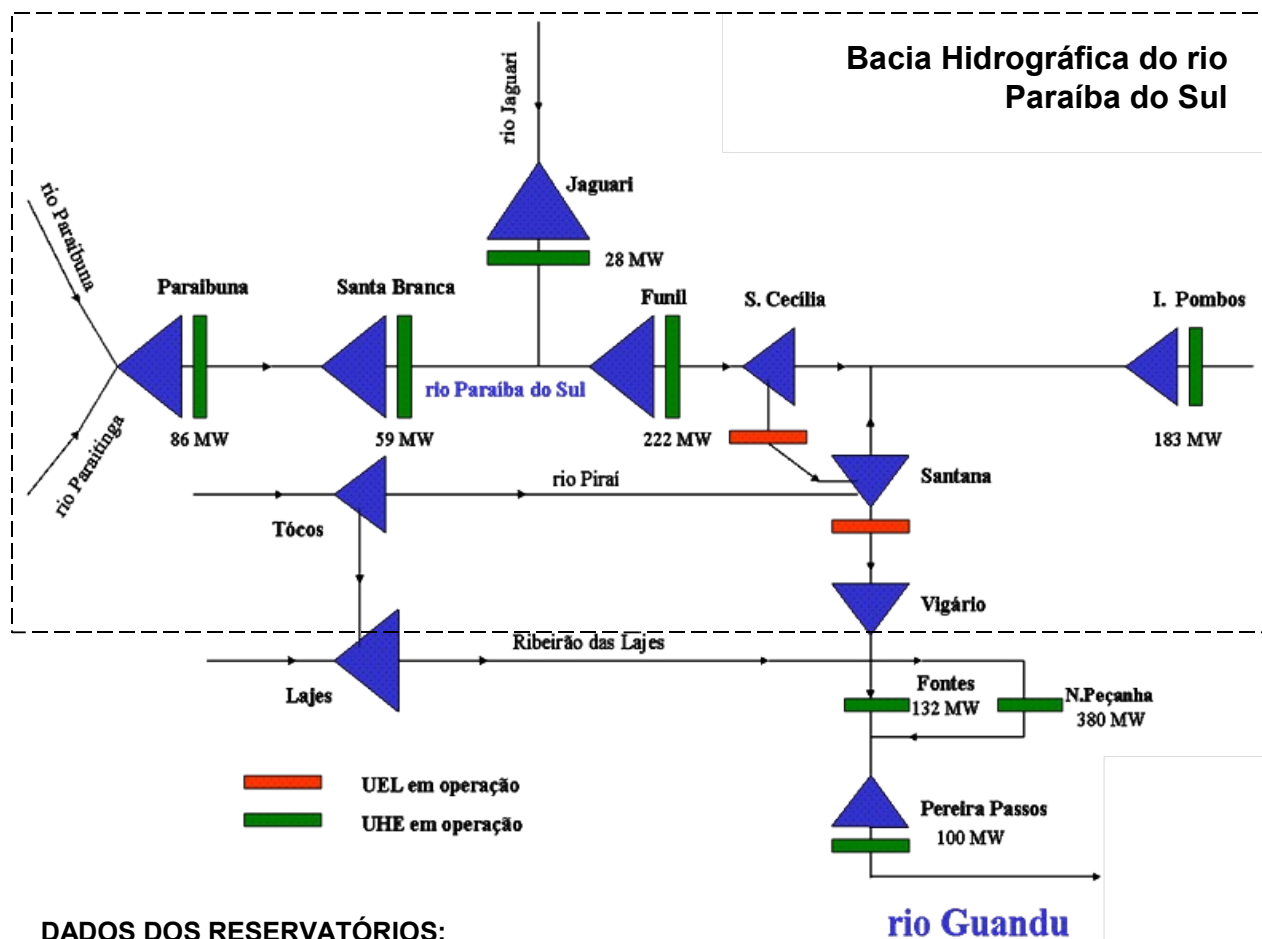 Bacia Hidrográfica do rio
Paraíba do Sul
rio Jaguari
Jaguari
28 MW
rio Paraibuna
rio Paraitinga
Paraibuna
86 MW
Santa Branca
59 MW
rio Paraíba do Sul
Funil
222 MW
S. Cecília
I. Pombos
183 MW
Santana
rio Piraí
Tócos
Vigário
Ribeirão das Lajes
Lajes
Fontes
132 MW
N.Peçanha
380 MW
UEL em operação
UHE em operação
Pereira Passos
100 MW
rio Guandu
DADOS DOS RESERVATÓRIOS: